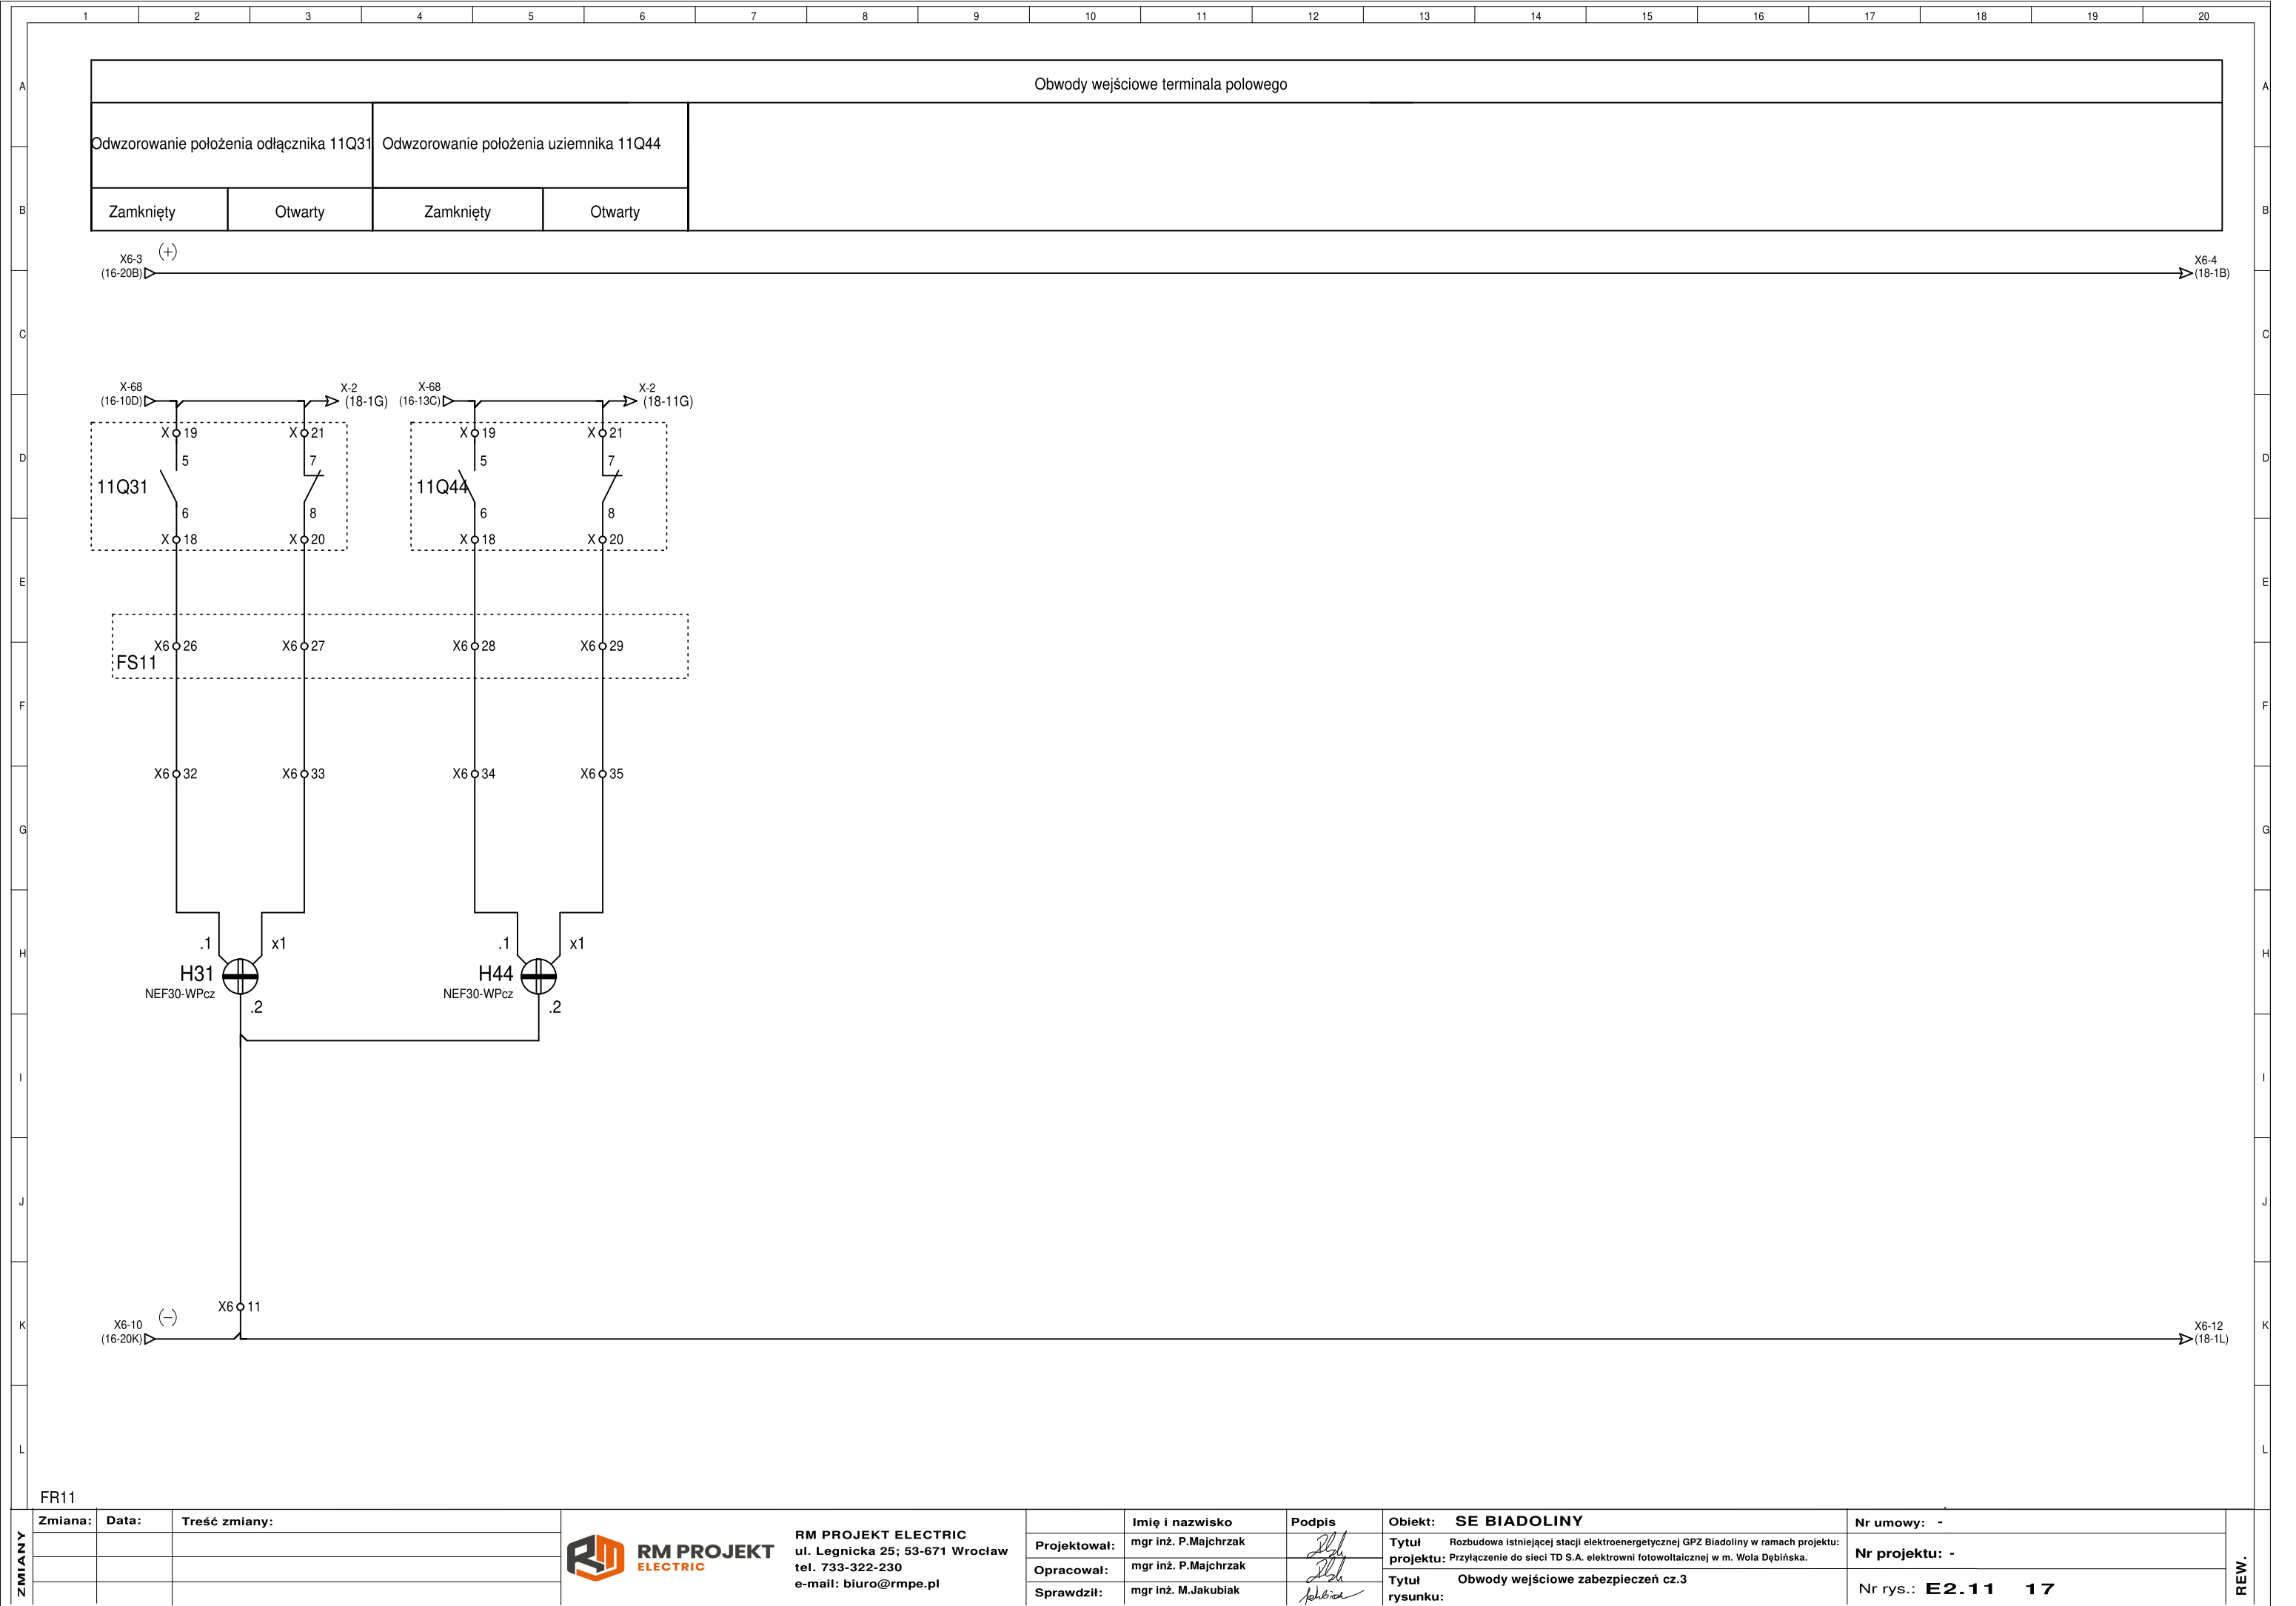 1 2 3 4 5 6 7 8 9 10 11 12 13 14 15 16 17 18 19 20
A A
Obwody wejściowe terminala polowego
Odwzorowanie położenia odłącznika 11Q31 Odwzorowanie położenia uziemnika 11Q44
B B
Zamknięty Otwarty Zamknięty Otwarty
(+)
X6-3 X6-4
(16-20B) (18-1B)
C C
X-68 X-2 X-68 X-2
(16-10D) (18-1G) (16-13C) (18-11G)
X 19 X 21 X 19 X 21
D D
5 7 5 7
11Q31 11Q44
6 8 6 8
X 18 X 20 X 18 X 20
E E
X6 26 X6 27 X6 28 X6 29
FS11
F F
X6 32 X6 33 X6 34 X6 35
G G
.1 x1 .1 x1
H H
H31 H44
NEF30-WPcz NEF30-WPcz
.2 .2
I I
J J
X6 11
(−)
K K
X6-10 X6-12
(16-20K) (18-1L)
L L
FR11
ZMIANY
Zmiana: Data: Treść zmiany:
RM PROJEKT
ELECTRIC
RM PROJEKT ELECTRIC
ul. Legnicka 25; 53-671 Wrocław
tel. 733-322-230
e-mail: biuro@rmpe.pl
Imię i nazwisko Podpis
Projektował: mgr inż. P.Majchrzak
Opracował: mgr inż. P.Majchrzak
Sprawdził: mgr inż. M.Jakubiak
Obiekt: SE BIADOLINY
Tytuł projektu: Rozbudowa istniejącej stacji elektroenergetycznej GPZ Biadoliny w ramach projektu:
Przyłączenie do sieci TD S.A. elektrowni fotowoltaicznej w m. Wola Dębińska.
Tytuł rysunku: Obwody wejściowe zabezpieczeń cz.3
Nr umowy: -
Nr projektu: -
Nr rys.: E2.11 17
REW.